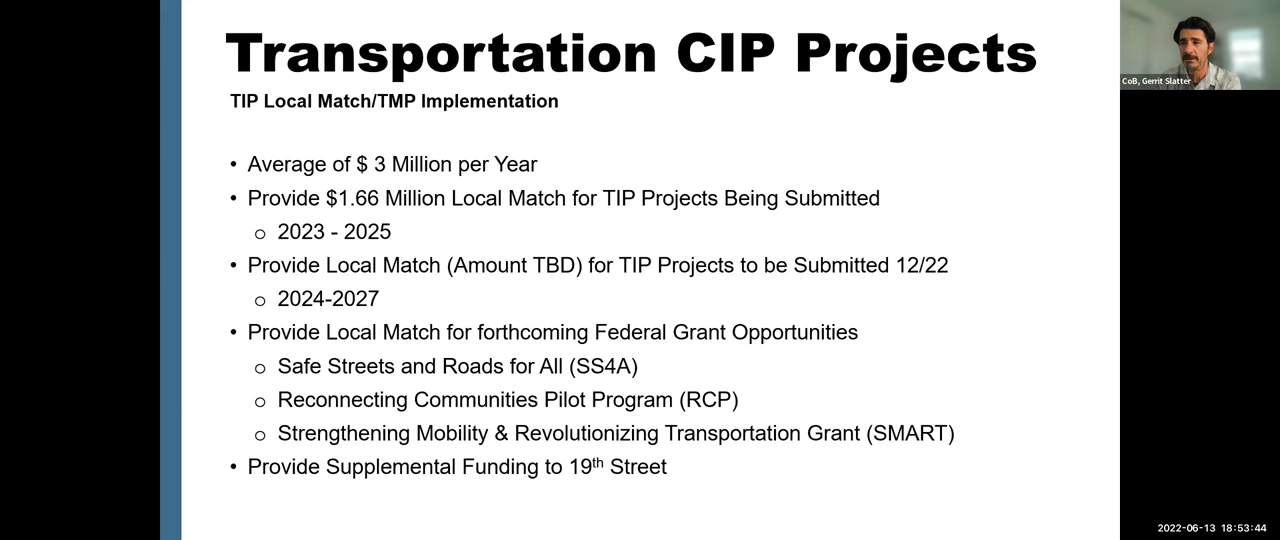 Transportation CIP Projects
TIP Local Match/TMP Implementation
• Average of $ 3 Million per Year
• Provide $1.66 Million Local Match for TIP Projects Being Submitted
o 2023 - 2025
• Provide Local Match (Amount TBD) for TIP Projects to be Submitted 12/22
o 2024-2027
• Provide Local Match for forthcoming Federal Grant Opportunities
o Safe Streets and Roads for All (SS4A)
o Reconnecting Communities Pilot Program (RCP)
o Strengthening Mobility & Revolutionizing Transportation Grant (SMART)
• Provide Supplemental Funding to 19th Street
CoB, Gerrit Slatter
2022-06-13 18:53:44